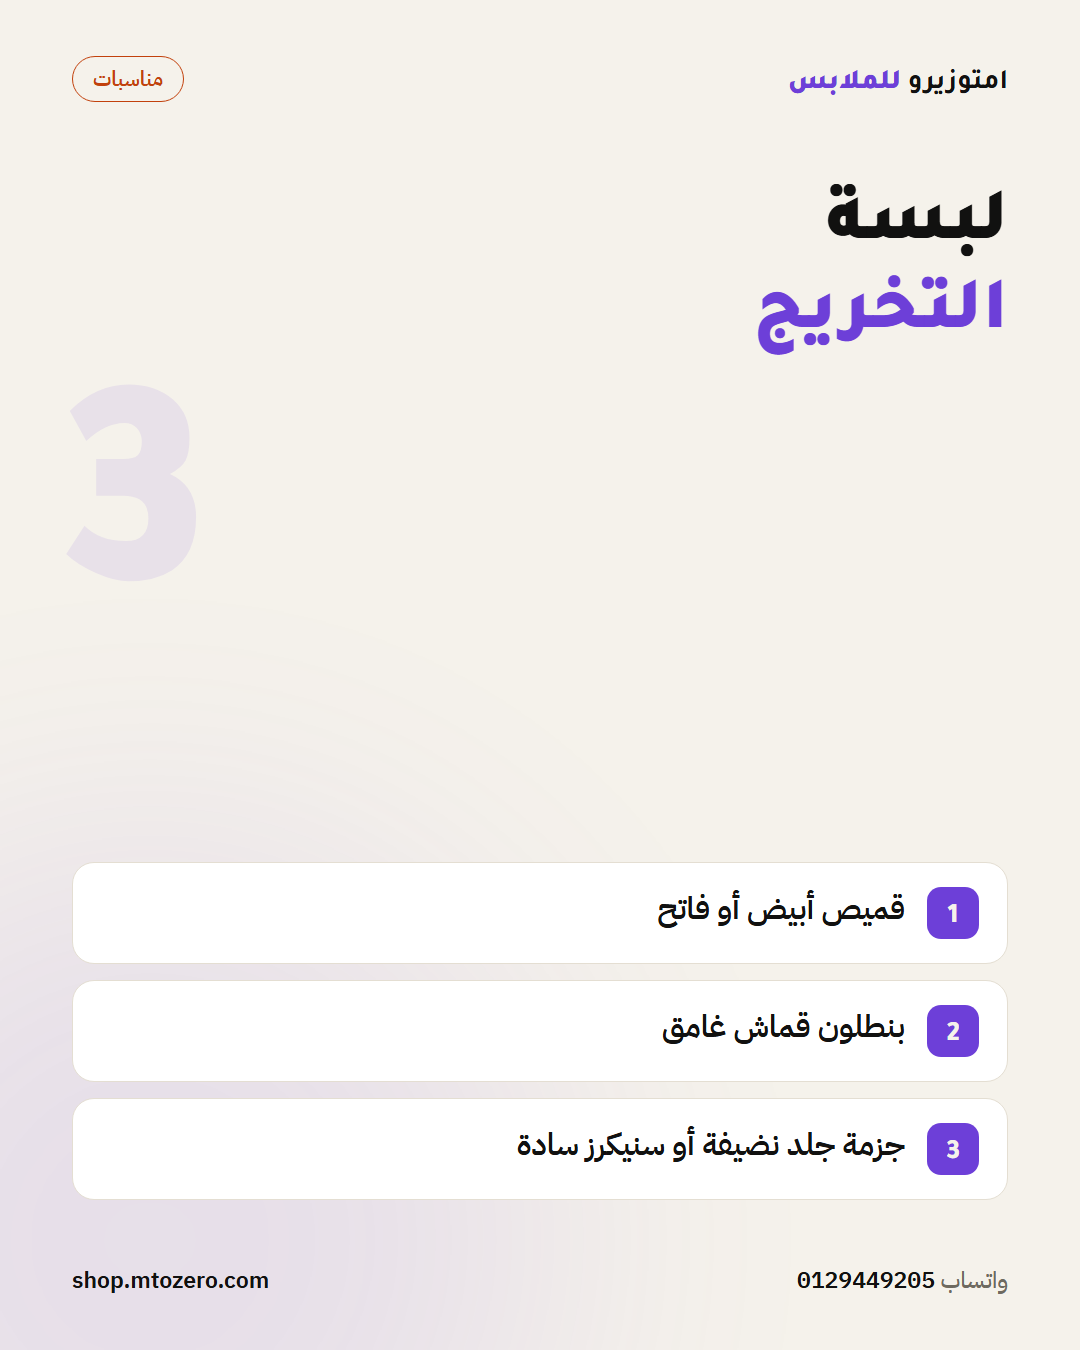 امتوزيرو للملابس
مناسبات
لبسة
التخريج
3
1 قميص أبيض أو فاتح
2 بنطلون قماش غامق
3 جزمة جلد نضيفة أو سنيكرز سادة
واتساب 0129449205
shop.mtozero.com